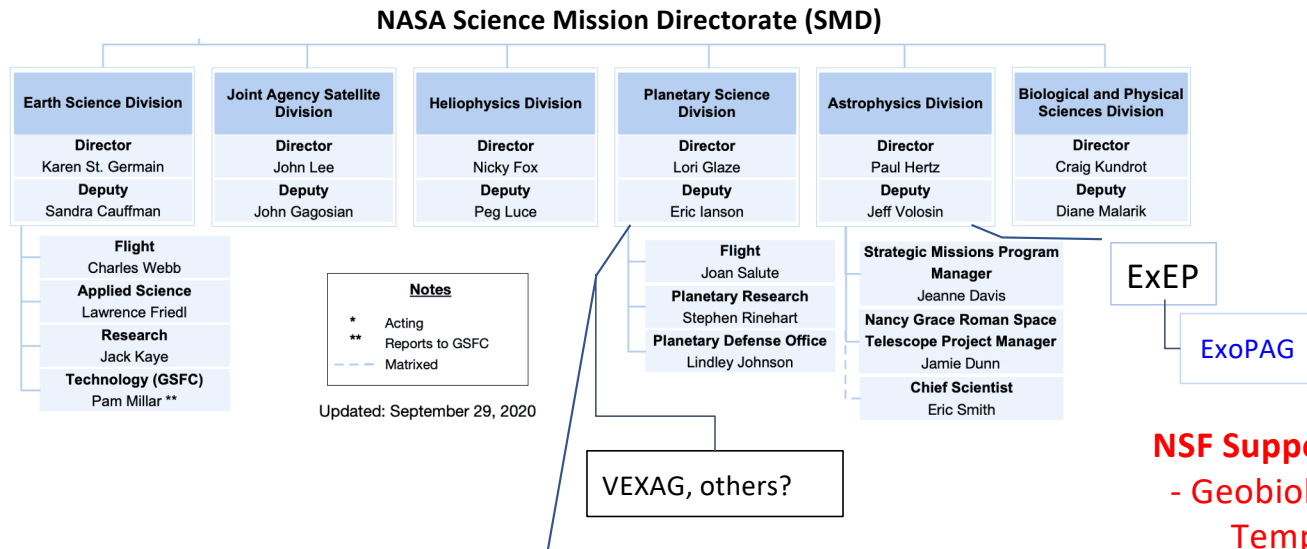 NASA Science Mission Directorate (SMD)
Earth Science Division
Director
Karen St. Germain
Deputy
Sandra Cauffman
Flight
Charles Webb
Applied Science
Lawrence Friedl
Research
Jack Kaye
Technology (GSFC)
Pam Millar **
Joint Agency Satellite
Division
Director
John Lee
Deputy
John Gagosian
Heliophysics Division
Director
Nicky Fox
Deputy
Peg Luce
Planetary Science
Division
Director
Lori Glaze
Deputy
Eric Ianson
Flight
Joan Salute
Planetary Research
Stephen Rinehart
Planetary Defense Office
Lindley Johnson
Astrophysics Division
Director
Paul Hertz
Deputy
Jeff Volosin
Strategic Missions Program
Manager
Jeanne Davis
Nancy Grace Roman Space
Telescope Project Manager
Jamie Dunn
Chief Scientist
Eric Smith
Biological and Physical
Sciences Division
Director
Craig Kundrot
Deputy
Diane Malarik
Notes
* Acting
** Reports to GSFC
Matrixed
Updated: September 29, 2020
VEXAG, others?
ExEP
ExoPAG
NSF
-